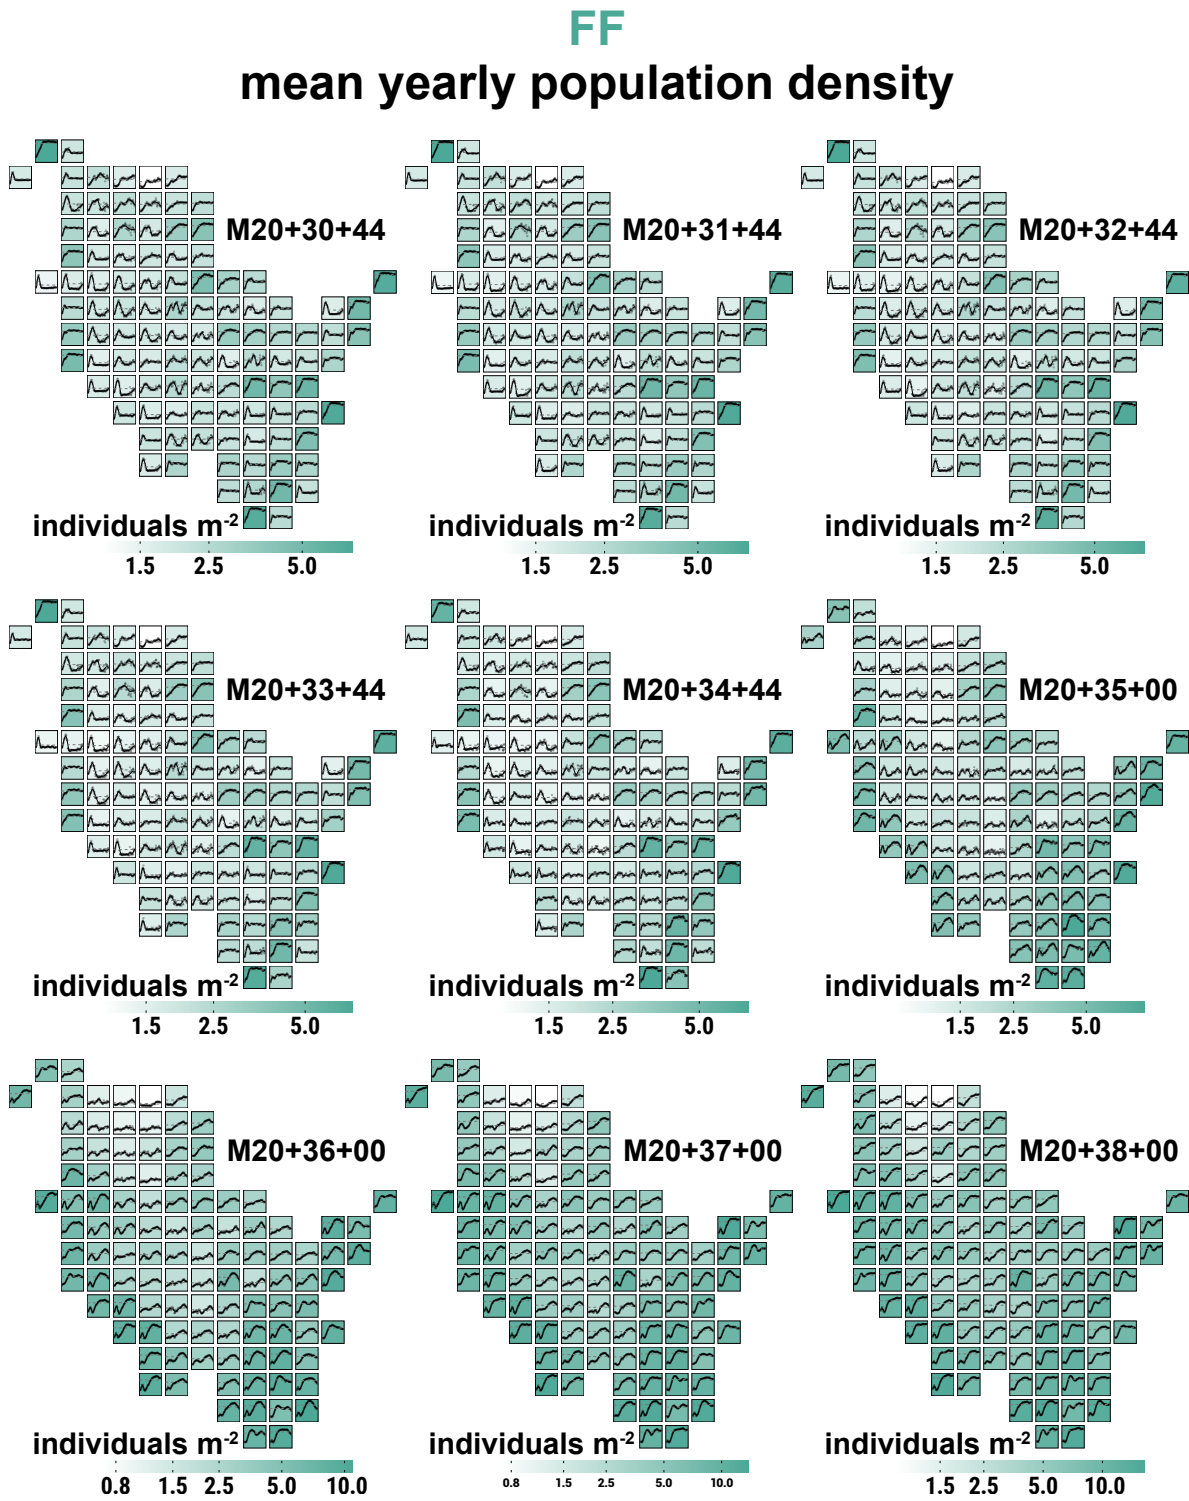 FF
mean yearly population density
M20+30+44 M20+31+44 M20+32+44
individuals m-2 individuals m-2 individuals m-2
1.5 2.5 5.0 1.5 2.5 5.0 1.5 2.5 5.0
M20+33+44 M20+34+44 M20+35+00
individuals m-2 individuals m-2 individuals m-2
1.5 2.5 5.0 1.5 2.5 5.0 1.5 2.5 5.0
M20+36+00 M20+37+00 M20+38+00
individuals m-2 individuals m-2 individuals m-2
0.8 1.5 2.5 5.0 10.0 0.8 1.5 2.5 5.0 10.0 1.5 2.5 5.0 10.0